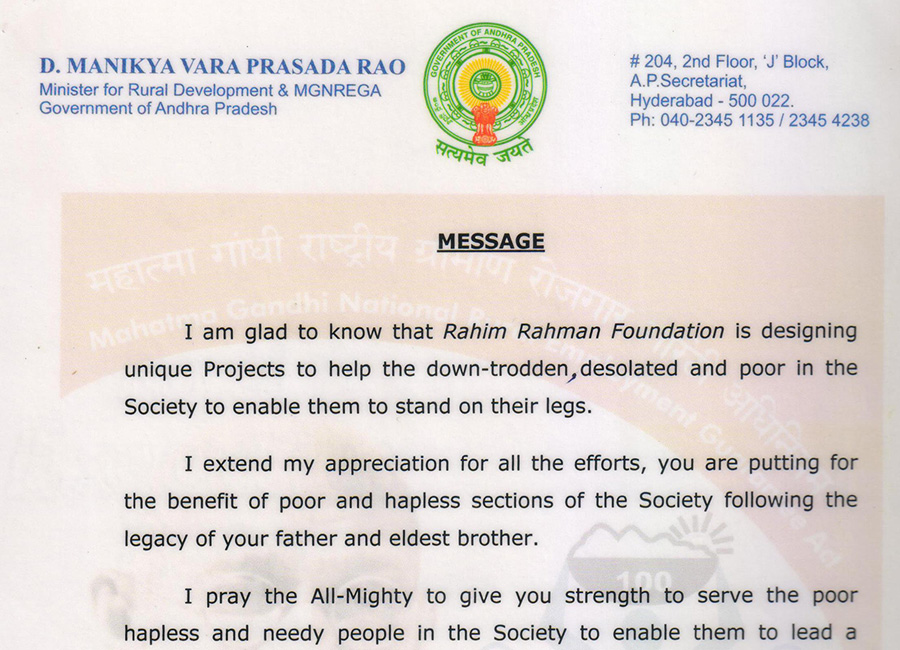 D. MANIKYA VARA PRASADA RAO
Minister for Rural Development & MGNREGA
Government of Andhra Pradesh
GOVERNMENT OF ANDHRA PRADESH
सत्यमेव जयते
# 204, 2nd Floor, ‘J’ Block,
A.P.Secretariat,
Hyderabad - 500 022.
Ph: 040-2345 1135 / 2345 4238
MESSAGE
महात्मा गांधी राष्ट्रीय ग्रामीण रोजगार
Mahatma Gandhi National
I am glad to know that Rahim Rahman Foundation is designing
unique Projects to help the down-trodden, desolated and poor in the
Society to enable them to stand on their legs.
I extend my appreciation for all the efforts, you are putting for
the benefit of poor and hapless sections of the Society following the
legacy of your father and eldest brother.
100
I pray the All-Mighty to give you strength to serve the poor
hapless and needy people in the Society to enable them to lead a